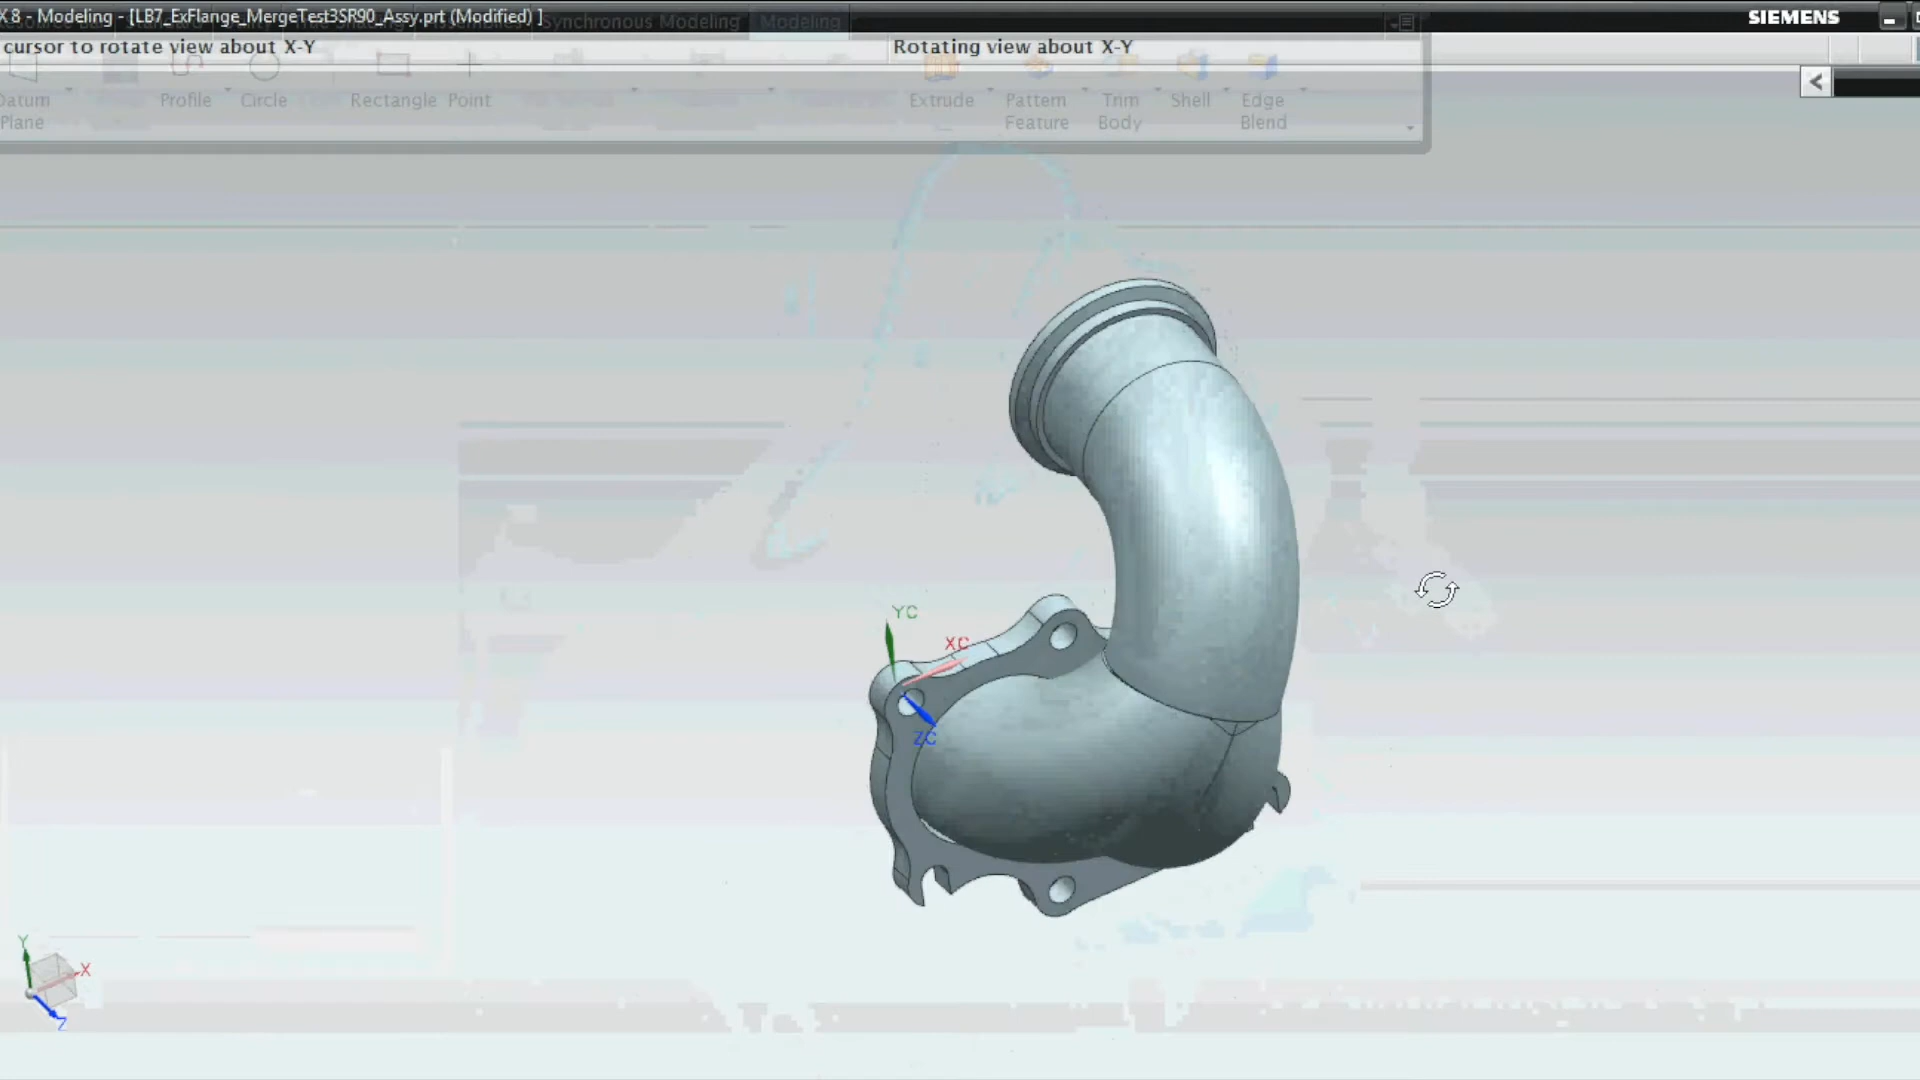 X 8 - Modeling - [LB7_ExFlange_MergeTest3SR90_Assy.prt (Modified) ]
Synchronous Modeling
Modeling
SIEMENS
cursor to rotate view about X-Y
Rotating view about X-Y
Datum Plane
Profile
Circle
Rectangle
Point
Extrude
Pattern Feature
Trim Body
Shell
Edge Blend
YC
XC
ZC
Y
X
Z